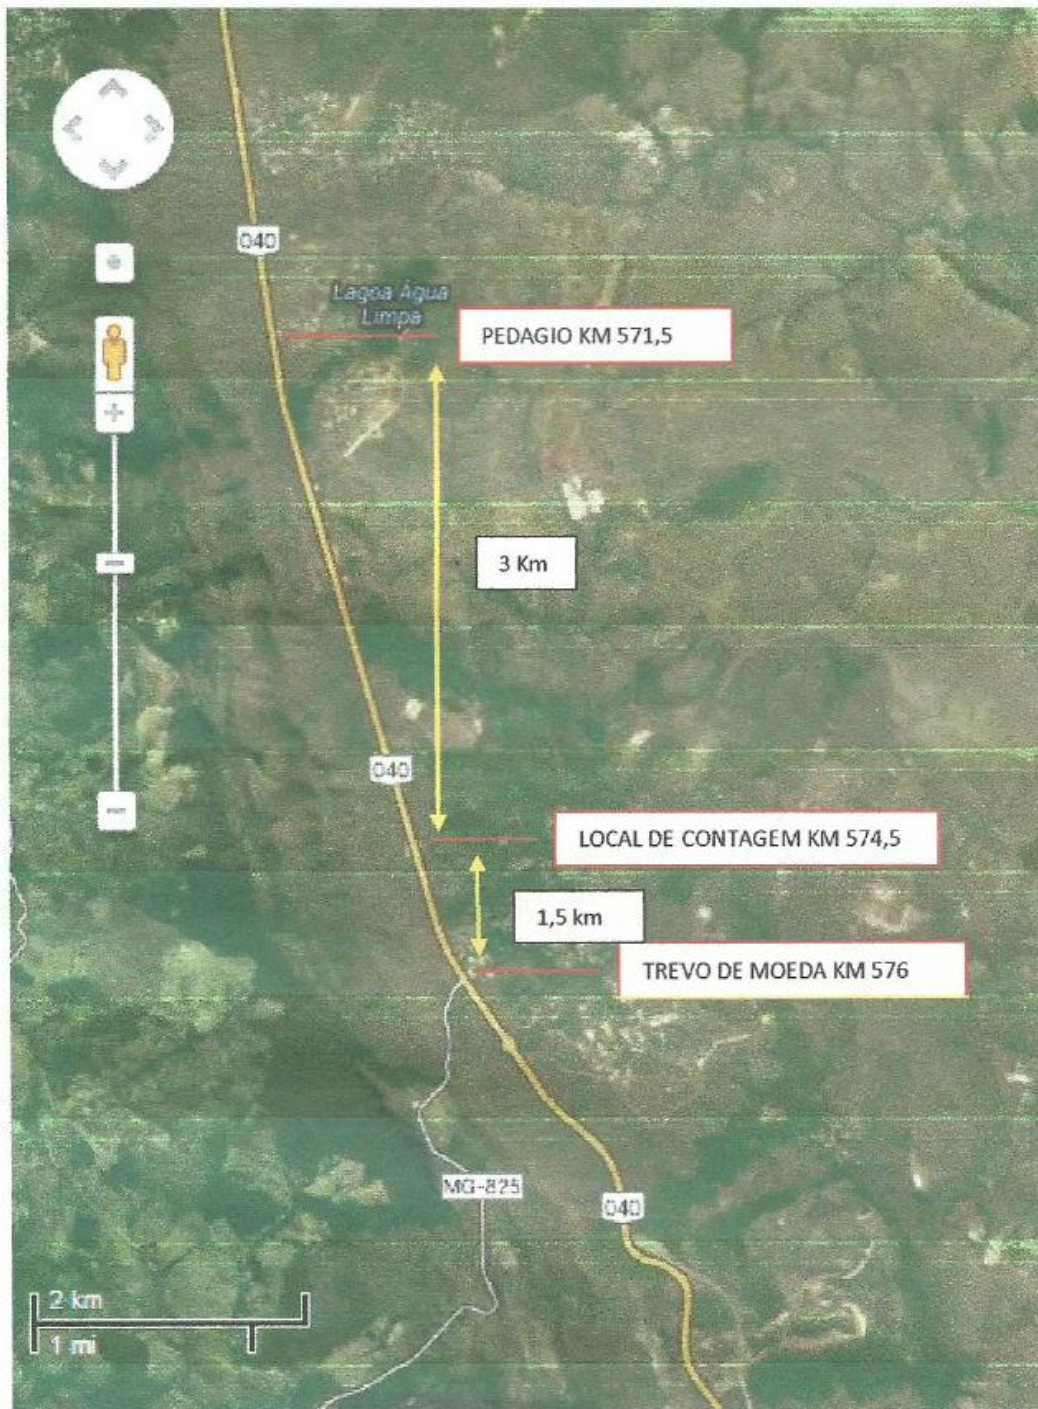 040
Lagoa Água
Limpa
PEDAGIO KM 571,5
3 Km
040
LOCAL DE CONTAGEM KM 574,5
1,5 km
TREVO DE MOEDA KM 576
MG-825
040
2 km
1 mi